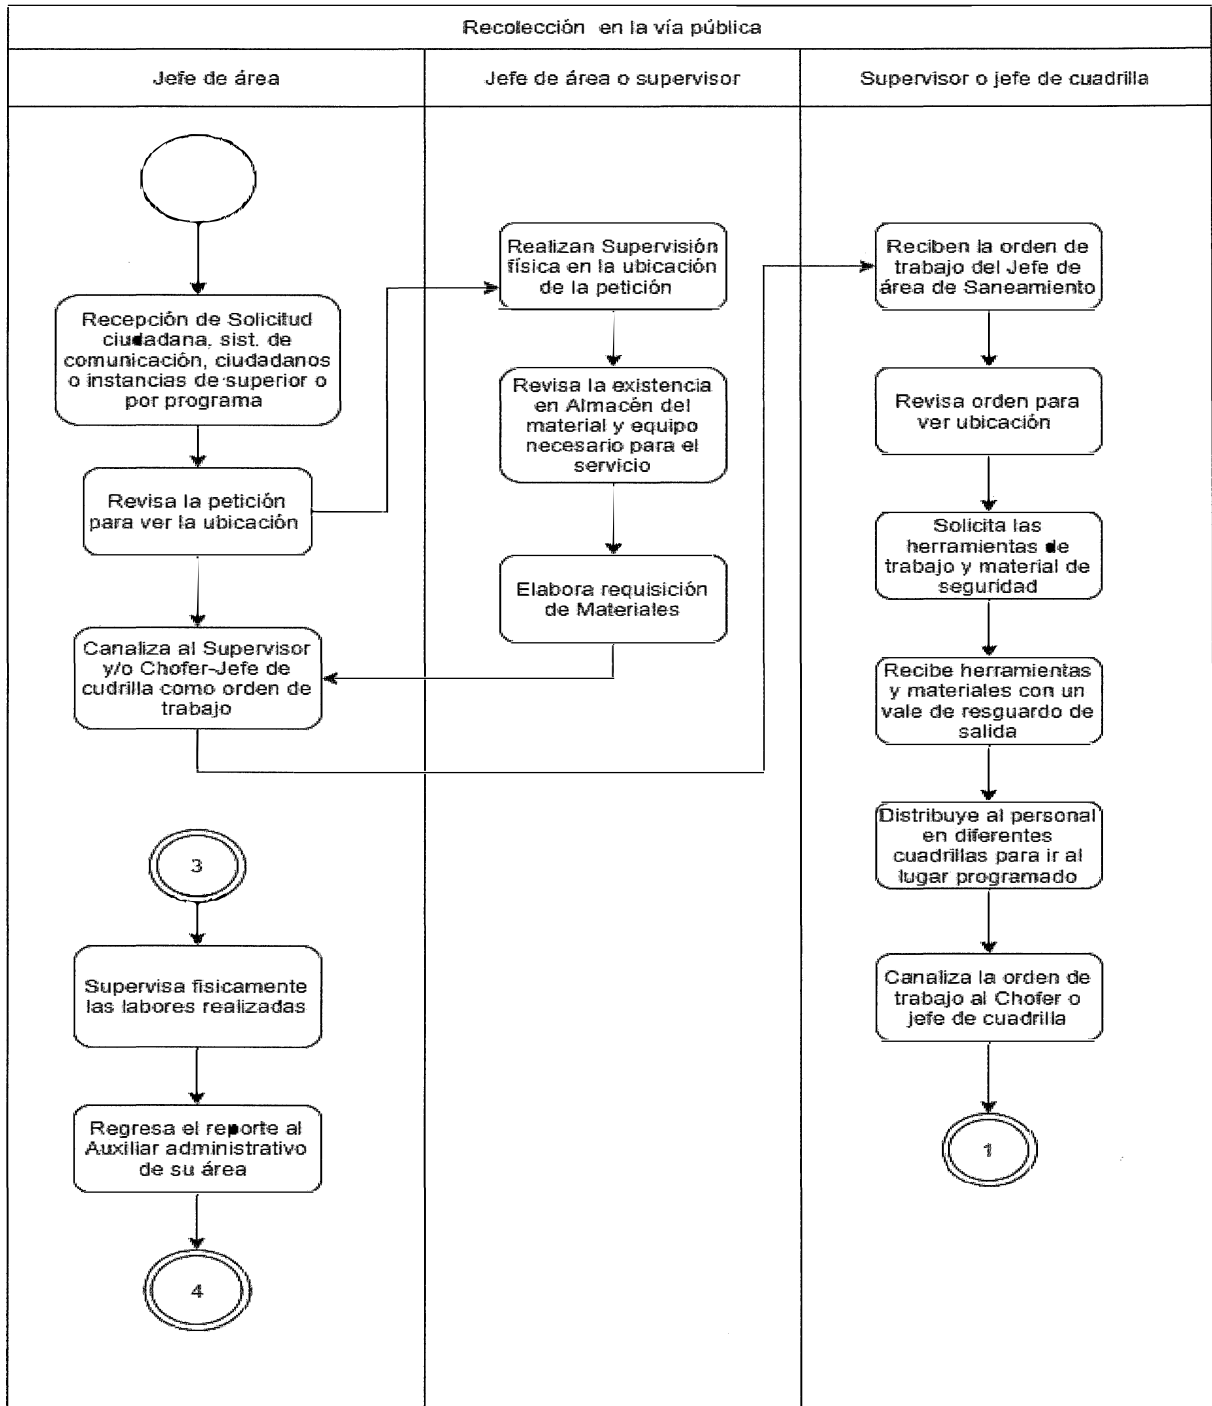 Recolección en la vía pública
Jefe de área
Jefe de área o supervisor
Supervisor o jefe de cuadrilla
Recepción de Solicitud
ciudadana, sist. de
comunicación, ciudadanos
o instancias de superior o
por programa
Revisa la petición
para ver la ubicación
Canaliza al Supervisor
y/o Chofer-Jefe de
cudrilla como orden de
trabajo
3
Supervisa fisicamente
las labores realizadas
Regresa el reporte al
Auxiliar administrativo
de su área
4
Realizan Supervisión
física en la ubicación
de la petición
Revisa la existencia
en Almacén del
material y equipo
necesario para el
servicio
Elabora requisición
de Materiales
Reciben la orden de
trabajo del Jefe de
área de Saneamiento
Revisa orden para
ver ubicación
Solicita las
herramientas de
trabajo y material de
seguridad
Recibe herramientas
y materiales con un
vale de resguardo de
salida
Distribuye al personal
en diferentes
cuadrillas para ir al
lugar programado
Canaliza la orden de
trabajo al Chofer o
jefe de cuadrilla
1